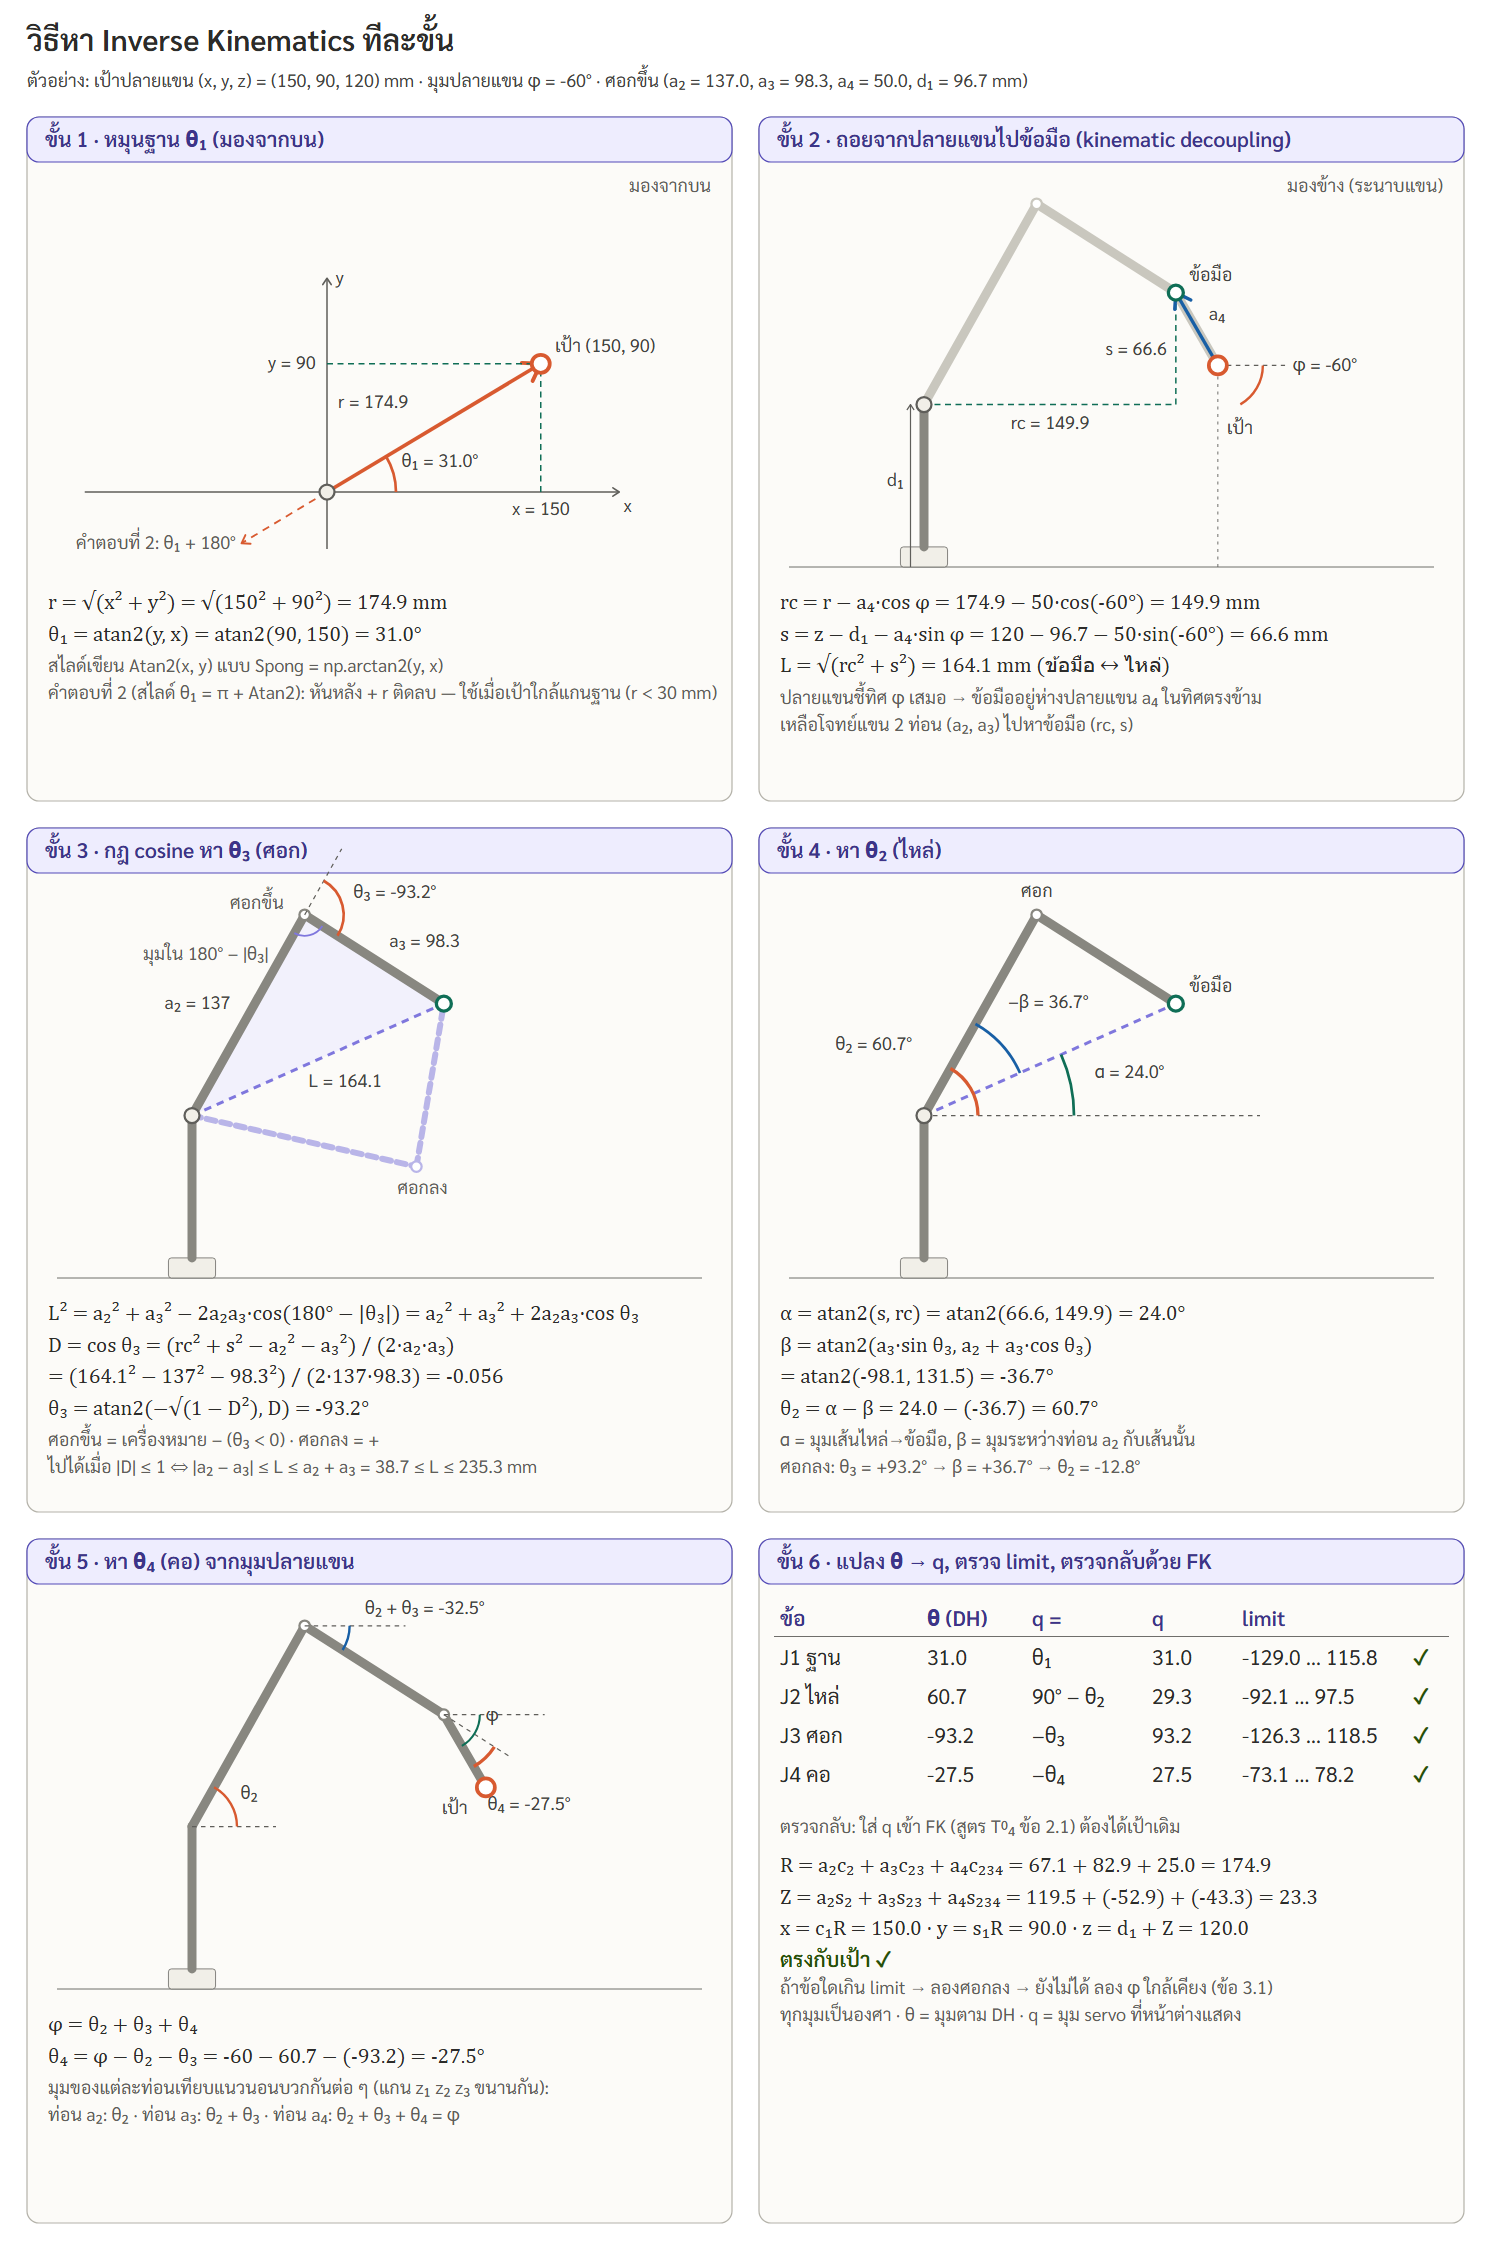 วิธีหา Inverse Kinematics ทีละขั้น
ตัวอย่าง: เป้าปลายแขน (x, y, z) = (150, 90, 120) mm · มุมปลายแขน φ = -60° · ศอกขึ้น (a₂ = 137.0, a₃ = 98.3, a₄ = 50.0, d₁ = 96.7 mm)
ขั้น 1 · หมุนฐาน θ₁ (มองจากบน)
มองจากบน
y
เป้า (150, 90)
y = 90
r = 174.9
θ₁ = 31.0°
x = 150
x
คำตอบที่ 2: θ₁ + 180°
r = √(x² + y²) = √(150² + 90²) = 174.9 mm
θ₁ = atan2(y, x) = atan2(90, 150) = 31.0°
สไลด์เขียน Atan2(x, y) แบบ Spong = np.arctan2(y, x)
คำตอบที่ 2 (สไลด์ θ₁ = π + Atan2): หันหลัง + r ติดลบ — ใช้เมื่อเป้าใกล้แกนฐาน (r < 30 mm)
ขั้น 2 · ถอยจากปลายแขนไปข้อมือ (kinematic decoupling)
มองข้าง (ระนาบแขน)
ข้อมือ
a₄
s = 66.6
φ = -60°
rc = 149.9
เป้า
d₁
rc = r − a₄·cos φ = 174.9 − 50·cos(-60°) = 149.9 mm
s = z − d₁ − a₄·sin φ = 120 − 96.7 − 50·sin(-60°) = 66.6 mm
L = √(rc² + s²) = 164.1 mm (ข้อมือ ↔ ไหล่)
ปลายแขนชี้ทิศ φ เสมอ → ข้อมืออยู่ห่างปลายแขน a₄ ในทิศตรงข้าม
เหลือโจทย์แขน 2 ท่อน (a₂, a₃) ไปหาข้อมือ (rc, s)
ขั้น 3 · กฎ cosine หา θ₃ (ศอก)
θ₃ = -93.2°
ศอกขึ้น
a₃ = 98.3
มุมใน 180° − |θ₃|
a₂ = 137
L = 164.1
ศอกลง
L² = a₂² + a₃² − 2a₂a₃·cos(180° − |θ₃|) = a₂² + a₃² + 2a₂a₃·cos θ₃
D = cos θ₃ = (rc² + s² − a₂² − a₃²) / (2·a₂·a₃)
= (164.1² − 137² − 98.3²) / (2·137·98.3) = -0.056
θ₃ = atan2(−√(1 − D²), D) = -93.2°
ศอกขึ้น = เครื่องหมาย − (θ₃ < 0) · ศอกลง = +
ไปได้เมื่อ |D| ≤ 1 ⇔ |a₂ − a₃| ≤ L ≤ a₂ + a₃ = 38.7 ≤ L ≤ 235.3 mm
ขั้น 4 · หา θ₂ (ไหล่)
ศอก
ข้อมือ
−β = 36.7°
θ₂ = 60.7°
α = 24.0°
α = atan2(s, rc) = atan2(66.6, 149.9) = 24.0°
β = atan2(a₃·sin θ₃, a₂ + a₃·cos θ₃)
= atan2(-98.1, 131.5) = -36.7°
θ₂ = α − β = 24.0 − (-36.7) = 60.7°
α = มุมเส้นไหล่→ข้อมือ, β = มุมระหว่างท่อน a₂ กับเส้นนั้น
ศอกลง: θ₃ = +93.2° → β = +36.7° → θ₂ = -12.8°
ขั้น 5 · หา θ₄ (คอ) จากมุมปลายแขน
θ₂ + θ₃ = -32.5°
φ
θ₂
เป้า
θ₄ = -27.5°
φ = θ₂ + θ₃ + θ₄
θ₄ = φ − θ₂ − θ₃ = -60 − 60.7 − (-93.2) = -27.5°
มุมของแต่ละท่อนเทียบแนวนอนบวกกันต่อ ๆ (แกน z₁ z₂ z₃ ขนานกัน):
ท่อน a₂: θ₂ · ท่อน a₃: θ₂ + θ₃ · ท่อน a₄: θ₂ + θ₃ + θ₄ = φ
ขั้น 6 · แปลง θ → q, ตรวจ limit, ตรวจกลับด้วย FK
ข้อ θ (DH) q = q limit
J1 ฐาน 31.0 θ₁ 31.0 -129.0 ... 115.8 ✓
J2 ไหล่ 60.7 90° − θ₂ 29.3 -92.1 ... 97.5 ✓
J3 ศอก -93.2 −θ₃ 93.2 -126.3 ... 118.5 ✓
J4 คอ -27.5 −θ₄ 27.5 -73.1 ... 78.2 ✓
ตรวจกลับ: ใส่ q เข้า FK (สูตร T⁰₄ ข้อ 2.1) ต้องได้เป้าเดิม
R = a₂c₂ + a₃c₂₃ + a₄c₂₃₄ = 67.1 + 82.9 + 25.0 = 174.9
Z = a₂s₂ + a₃s₂₃ + a₄s₂₃₄ = 119.5 + (-52.9) + (-43.3) = 23.3
x = c₁R = 150.0 · y = s₁R = 90.0 · z = d₁ + Z = 120.0
ตรงกับเป้า ✓
ถ้าข้อใดเกิน limit → ลองศอกลง → ยังไม่ได้ ลอง φ ใกล้เคียง (ข้อ 3.1)
ทุกมุมเป็นองศา · θ = มุมตาม DH · q = มุม servo ที่หน้าต่างแสดง